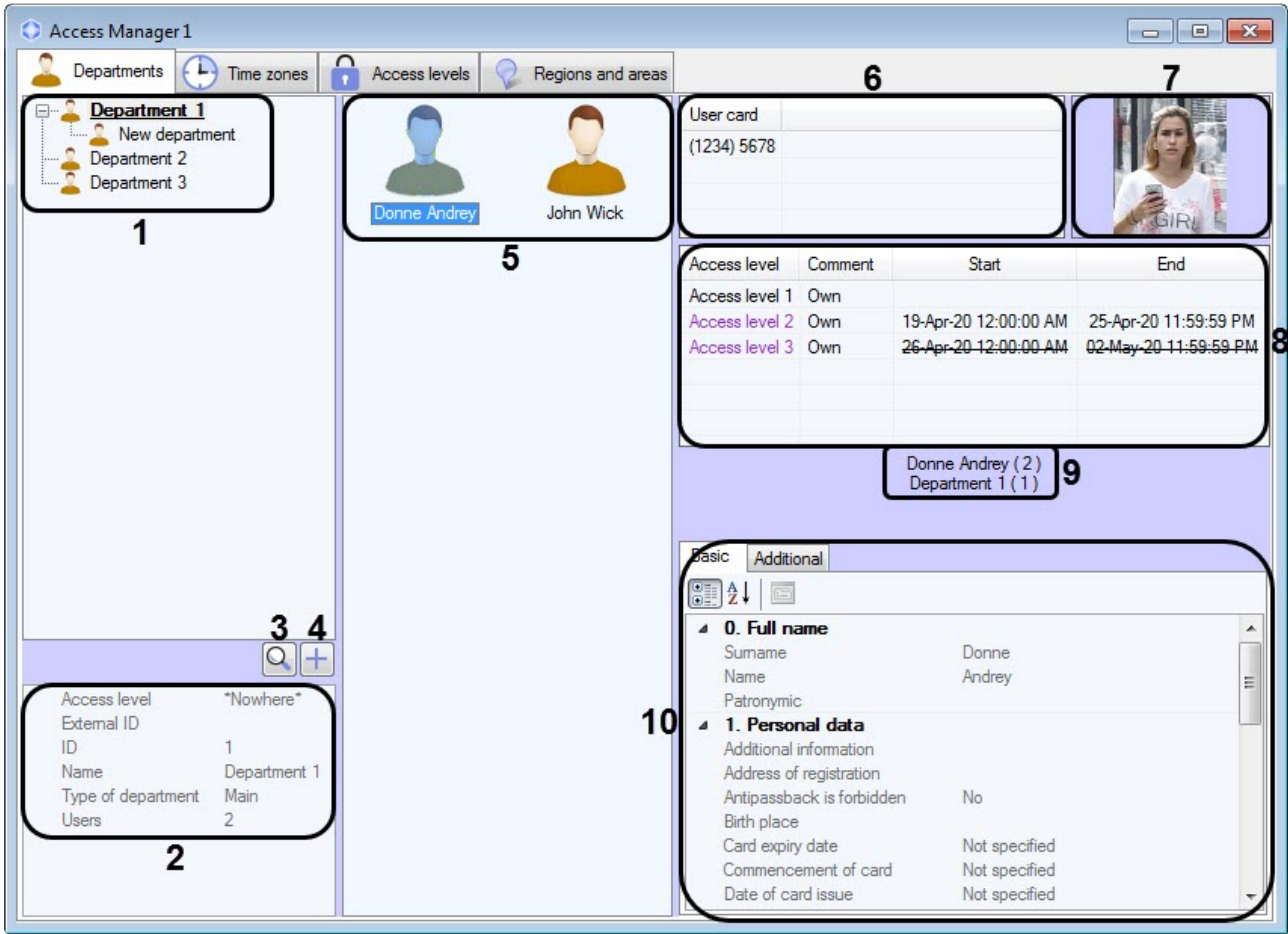 Access Manager 1
Departments Time zones Access levels Regions and areas
6 7
Department 1
New department
Department 2
Department 3
1
Donne Andrey John Wick
5
User card
(1234) 5678
GIRL
Access level Comment Start End
Access level 1 Own
Access level 2 Own 19-Apr-20 12:00:00 AM 25-Apr-20 11:59:59 PM
Access level 3 Own 26-Apr-20 12:00:00 AM 02-May-20 11:59:59 PM
8
Donne Andrey ( 2 )
Department 1 ( 1 )
9
3 4
Access level *Nowhere*
External ID
ID 1
Name Department 1
Type of department Main
Users 2
2
Basic Additional
A
Z
0. Full name
Surname Donne
Name Andrey
Patronymic
10
1. Personal data
Additional information
Address of registration
Antipassback is forbidden No
Birth place
Card expiry date Not specified
Commencement of card Not specified
Date of card issue Not specified